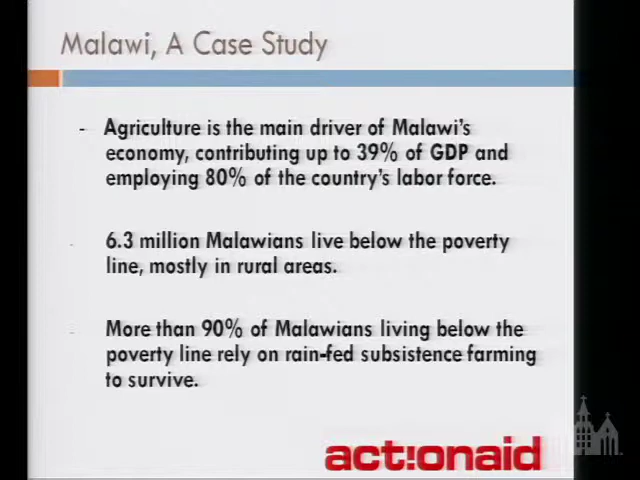 Malawi, A Case Study
- Agriculture is the main driver of Malawi's
economy, contributing up to 39% of GDP and
employing 80% of the country's labor force.
- 6.3 million Malawians live below the poverty
line, mostly in rural areas.
- More than 90% of Malawians living below the
poverty line rely on rain-fed subsistence farming
to survive.
act!onaid